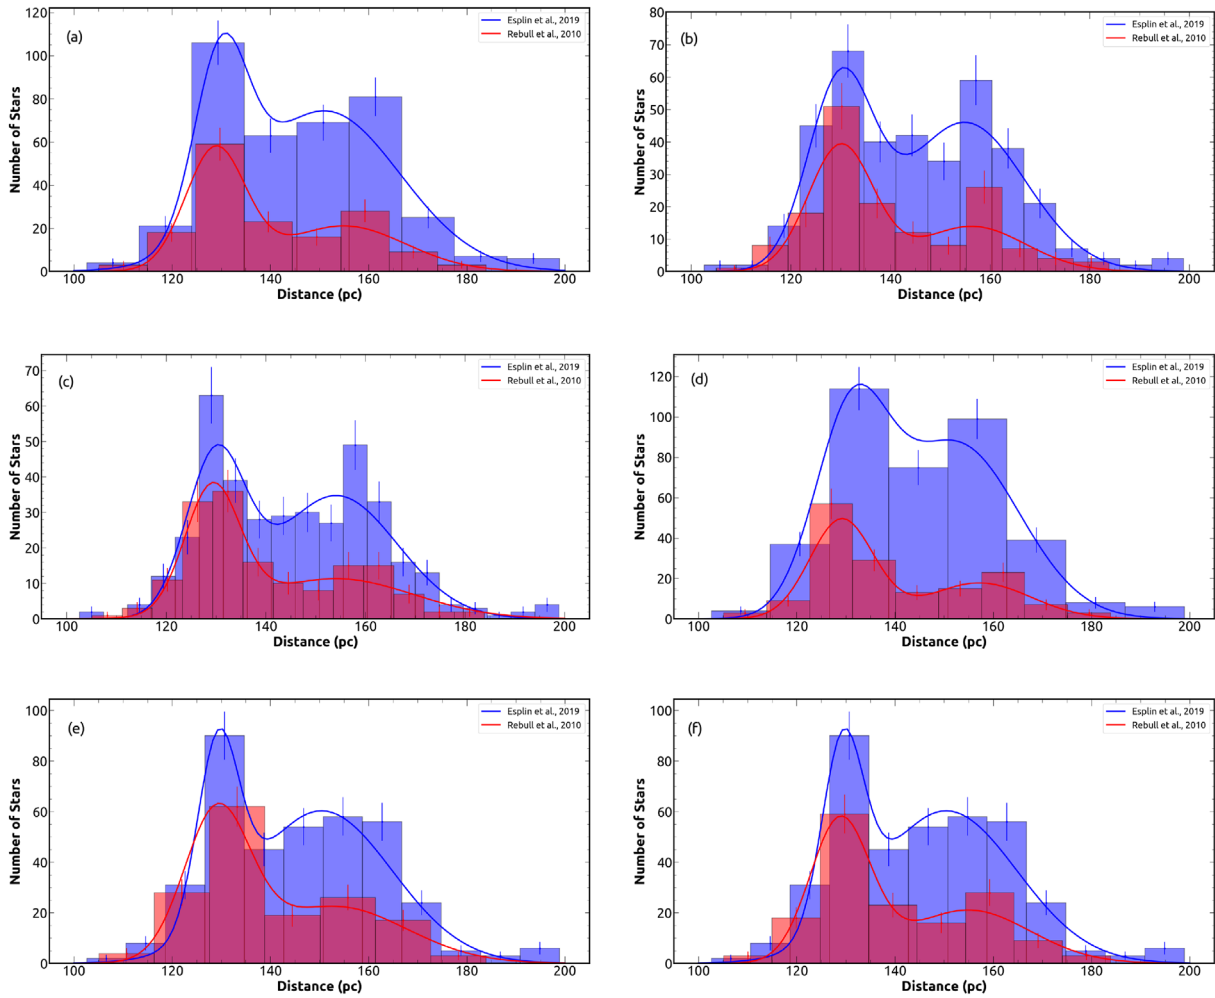 (a)
Esplin et al., 2019
Rebull et al., 2010
Number of Stars
120
100
80
60
40
20
0
100 120 140 160 180 200
Distance (pc)
(b)
Esplin et al., 2019
Rebull et al., 2010
Number of Stars
80
70
60
50
40
30
20
10
0
100 120 140 160 180 200
Distance (pc)
(c)
Esplin et al., 2019
Rebull et al., 2010
Number of Stars
70
60
50
40
30
20
10
0
100 120 140 160 180 200
Distance (pc)
(d)
Esplin et al., 2019
Rebull et al., 2010
Number of Stars
120
100
80
60
40
20
0
100 120 140 160 180 200
Distance (pc)
(e)
Esplin et al., 2019
Rebull et al., 2010
Number of Stars
100
80
60
40
20
0
100 120 140 160 180 200
Distance (pc)
(f)
Esplin et al., 2019
Rebull et al., 2010
Number of Stars
100
80
60
40
20
0
100 120 140 160 180 200
Distance (pc)